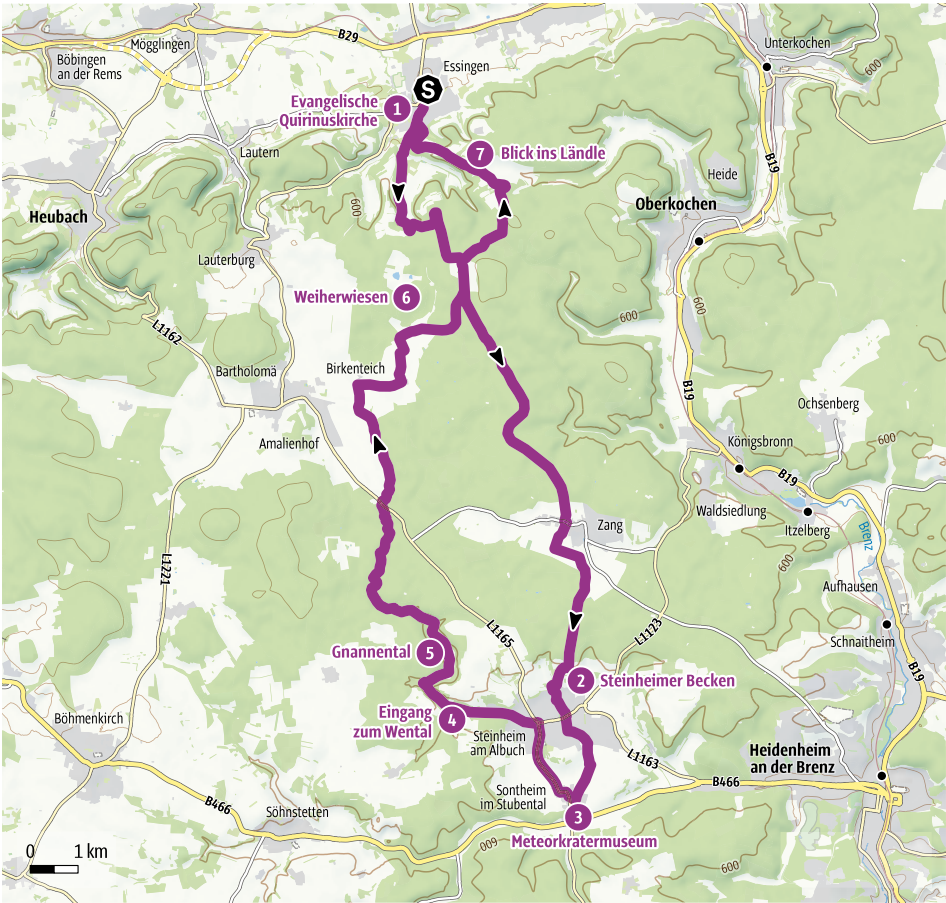 B29
Mögglingen
Böbingen
an der Rems
Essingen
Unterkochen
600
S
Evangelische
Quirinuskirche
1
7 Blick ins Ländle
Lautern
B19
Heide
Heubach
600
Oberkochen
Lauterburg
Weiherwiesen 6
600
600
L1162
Bartholomä
Birkenteich
B19
Ochsenberg
Amalienhof
Königsbronn
600
B19
Waldsiedlung
Itzelberg
Zang
Brenz
600
L1221
Aufhausen
L1165
L1123
Schnaitheim
Gnannental 5
B19
2 Steinheimer Becken
Eingang
zum Wental
4
Böhmenkirch
Steinheim
am Albuch
L1163
Heidenheim
an der Brenz
B466
Sontheim
im Stubental
B466
Söhnstetten
3
Meteorkratermuseum
600
600
0 1 km